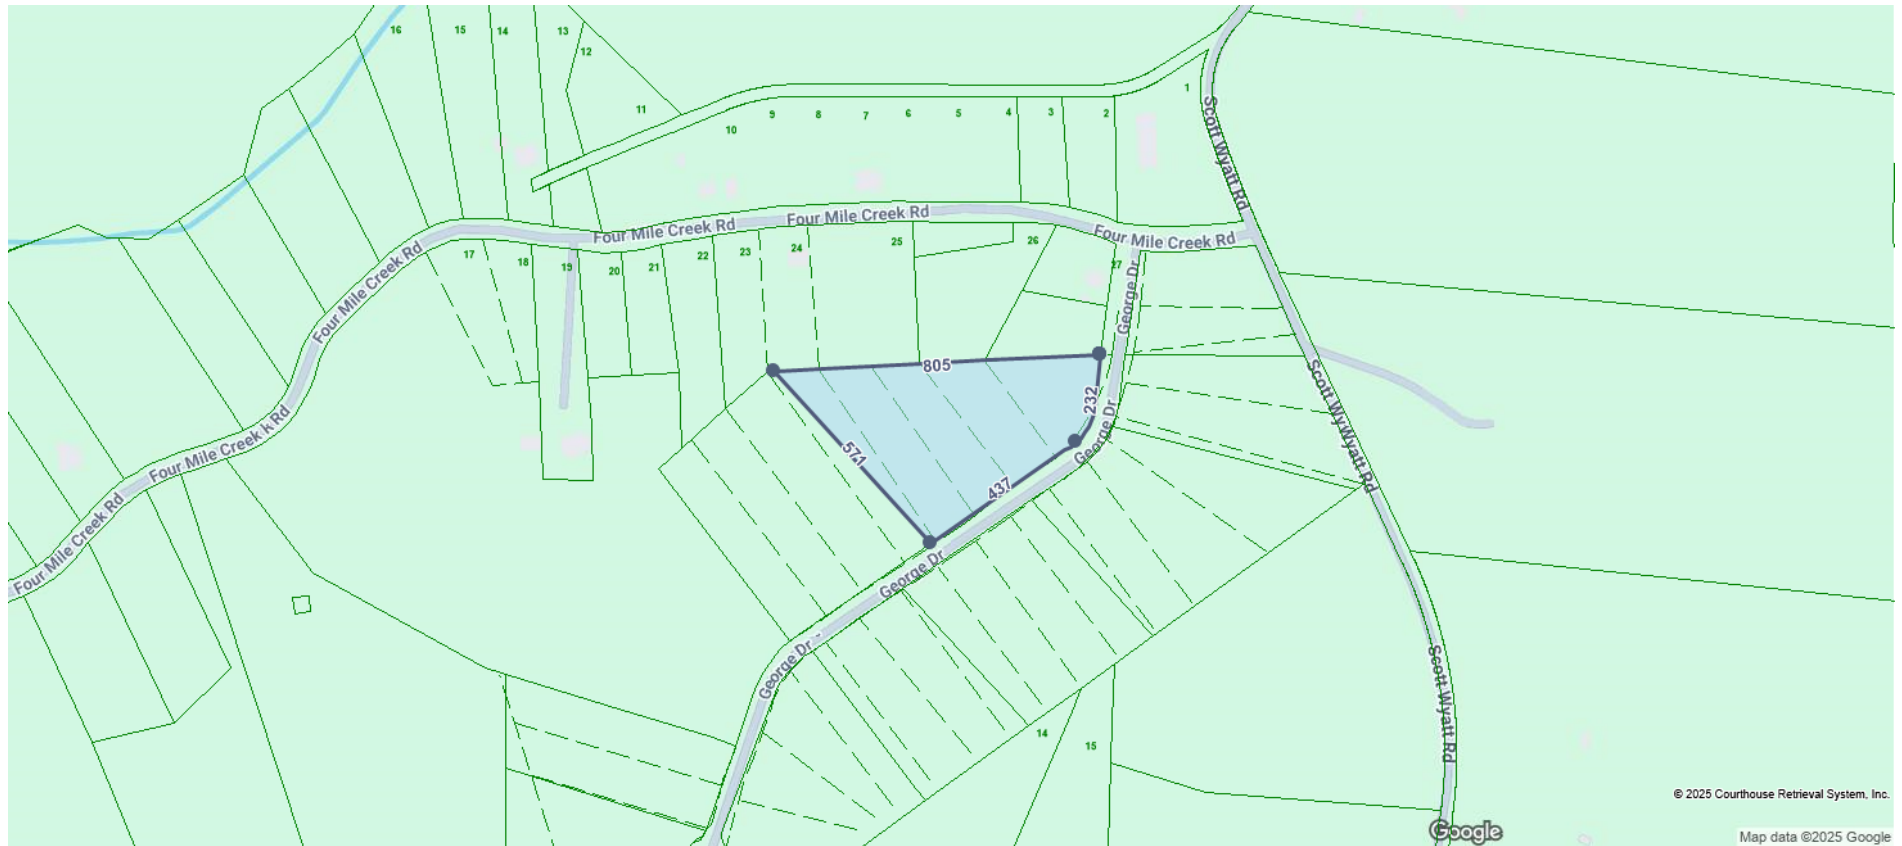 16
15
14
13
12
11
10
9
8
7
6
5
4
3
2
1
Scott Wyatt Rd
Four Mile Creek Rd
Four Mile Creek Rd
Four Mile Creek Rd
Four Mile Creek Rd
17
18
19
20
21
22
23
24
25
26
27
George Dr
805
232
571
437
George Dr
George Dr
George Dr
Scott Wy
Wyatt Rd
Four Mile Creek
k Rd
Four Mile Creek Rd
14
15
Scott Wyatt Rd
© 2025 Courthouse Retrieval System, Inc.
Google
Map data ©2025 Google